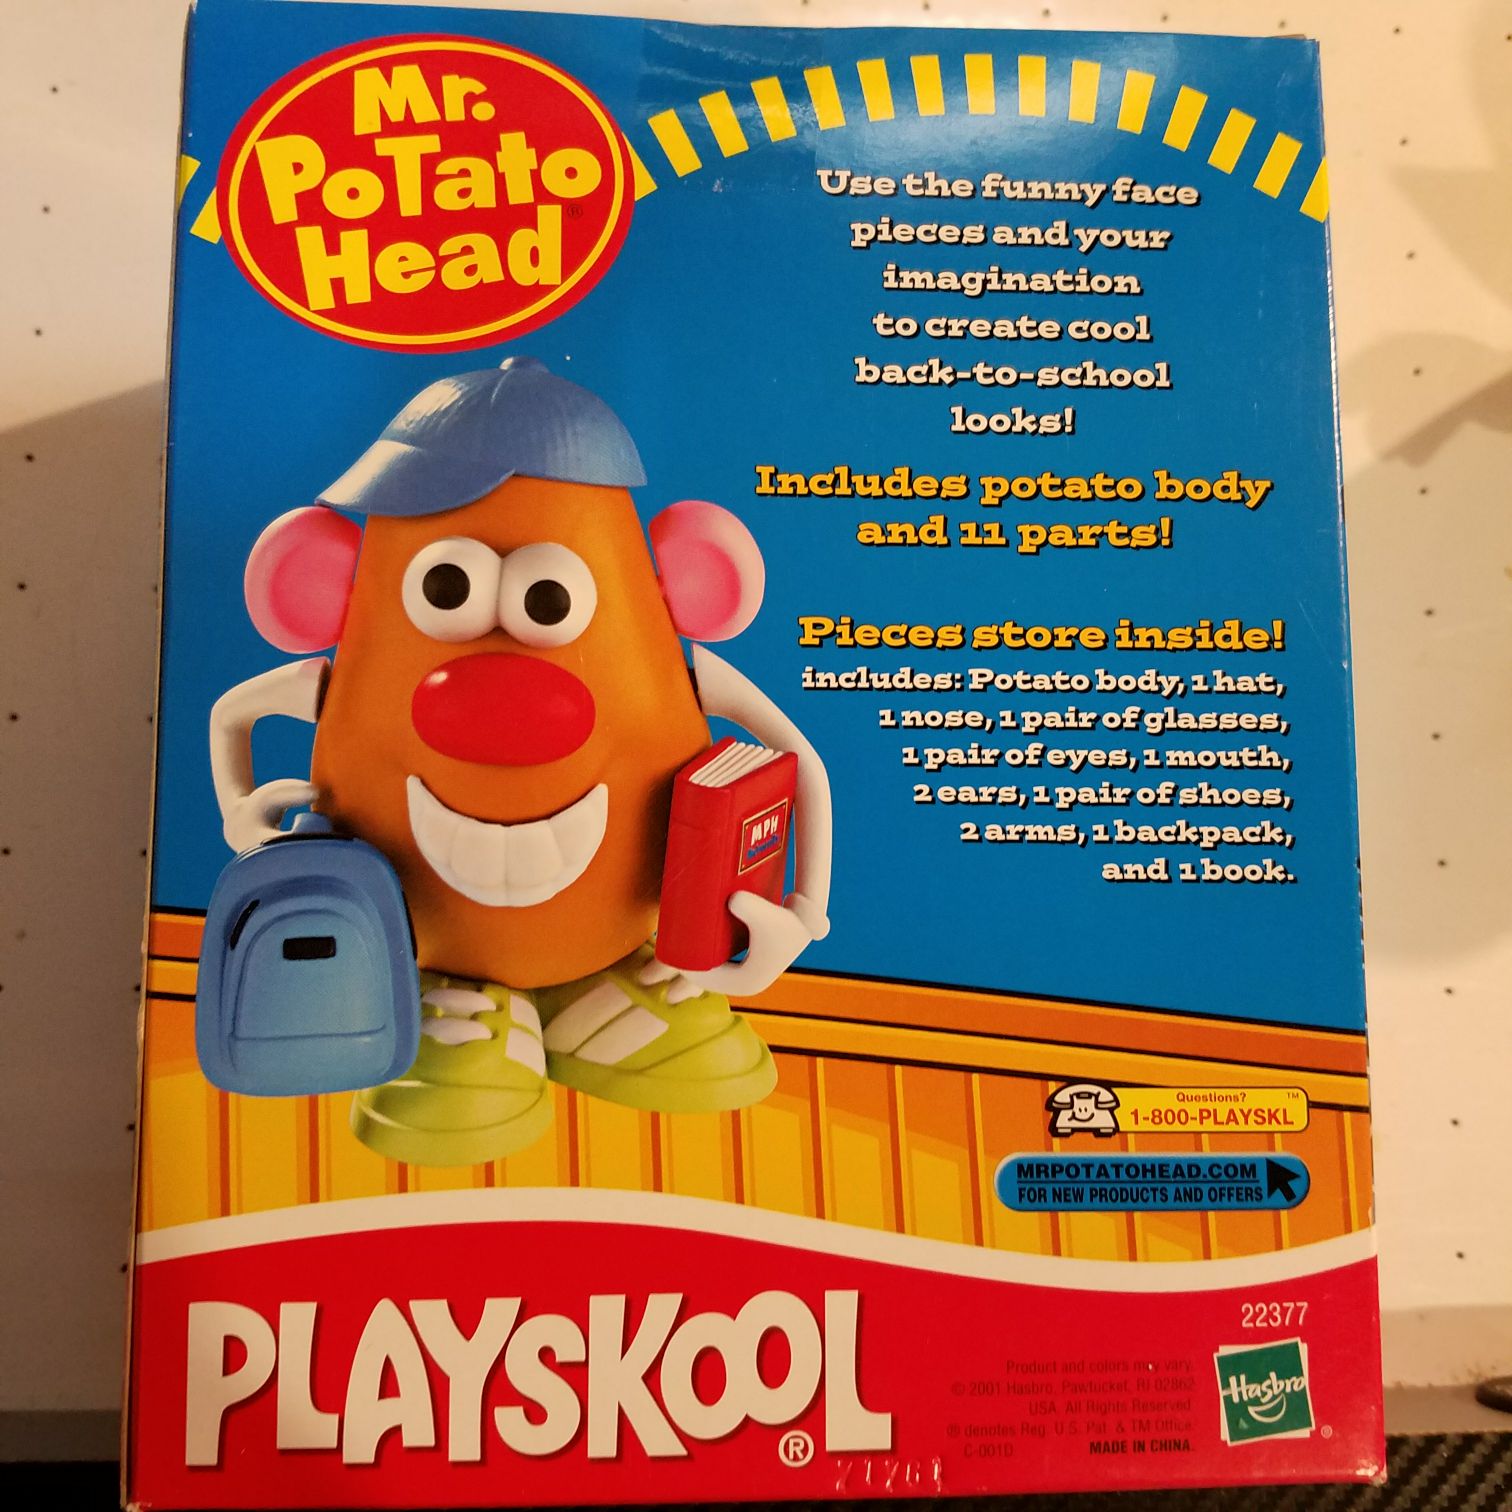 Mr.
PoTato
Head®
Use the funny face
pieces and your
imagination
to create cool
back-to-school
looks!
Includes potato body
and 11 parts!
Pieces store inside!
includes: Potato body, 1 hat,
1 nose, 1 pair of glasses,
1 pair of eyes, 1 mouth,
2 ears, 1 pair of shoes,
2 arms, 1 backpack,
and 1 book.
MPH
Questions? ™
1-800-PLAYSKL
MRPOTATOHEAD.COM
FOR NEW PRODUCTS AND OFFERS
PLAYSKOOL®
22377
Product and colors may vary.
© 2001 Hasbro, Pawtucket, RI 02862
USA. All Rights Reserved.
® denotes Reg. U.S. Pat. & TM Office.
C-001D
MADE IN CHINA.
Hasbro®